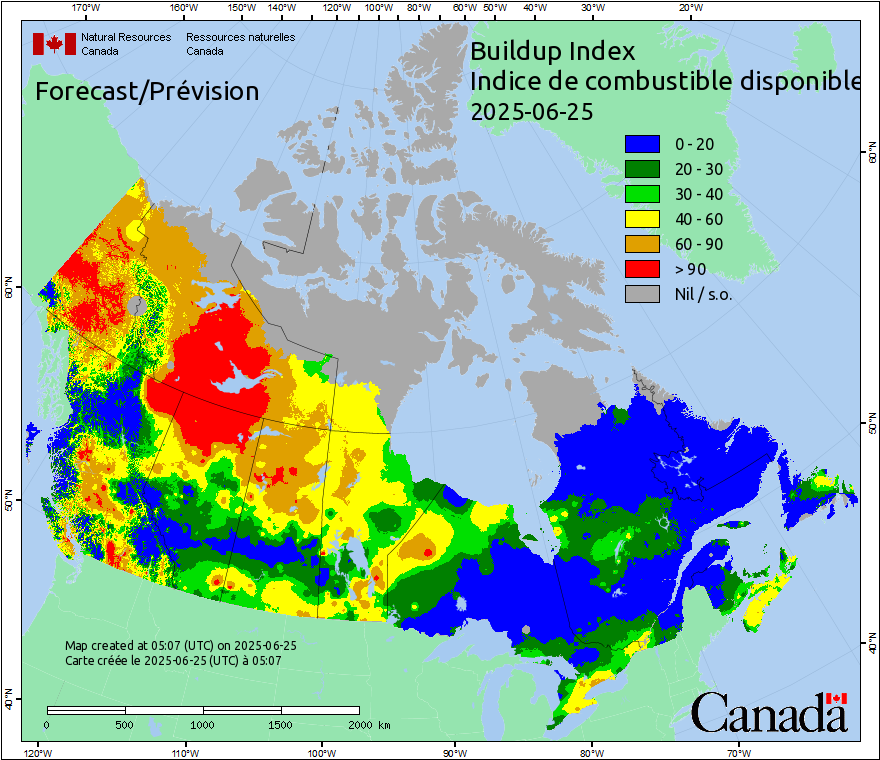 170°W 160°W 150°W 140°W 120°W 100°W 80°W 60°W 50°W 40°W 30°W 20°W
Natural Resources Ressources naturelles
Canada Canada
Forecast/Prévision
Buildup Index
Indice de combustible disponible
2025-06-25
0 - 20
20 - 30
30 - 40
40 - 60
60 - 90
> 90
Nil / s.o.
60°N
50°N
40°N
60°N
50°N
40°N
Map created at 05:07 (UTC) on 2025-06-25
Carte créée le 2025-06-25 (UTC) à 05:07
0 500 1000 1500 2000 km
Canada
120°W 110°W 100°W 90°W 80°W 70°W